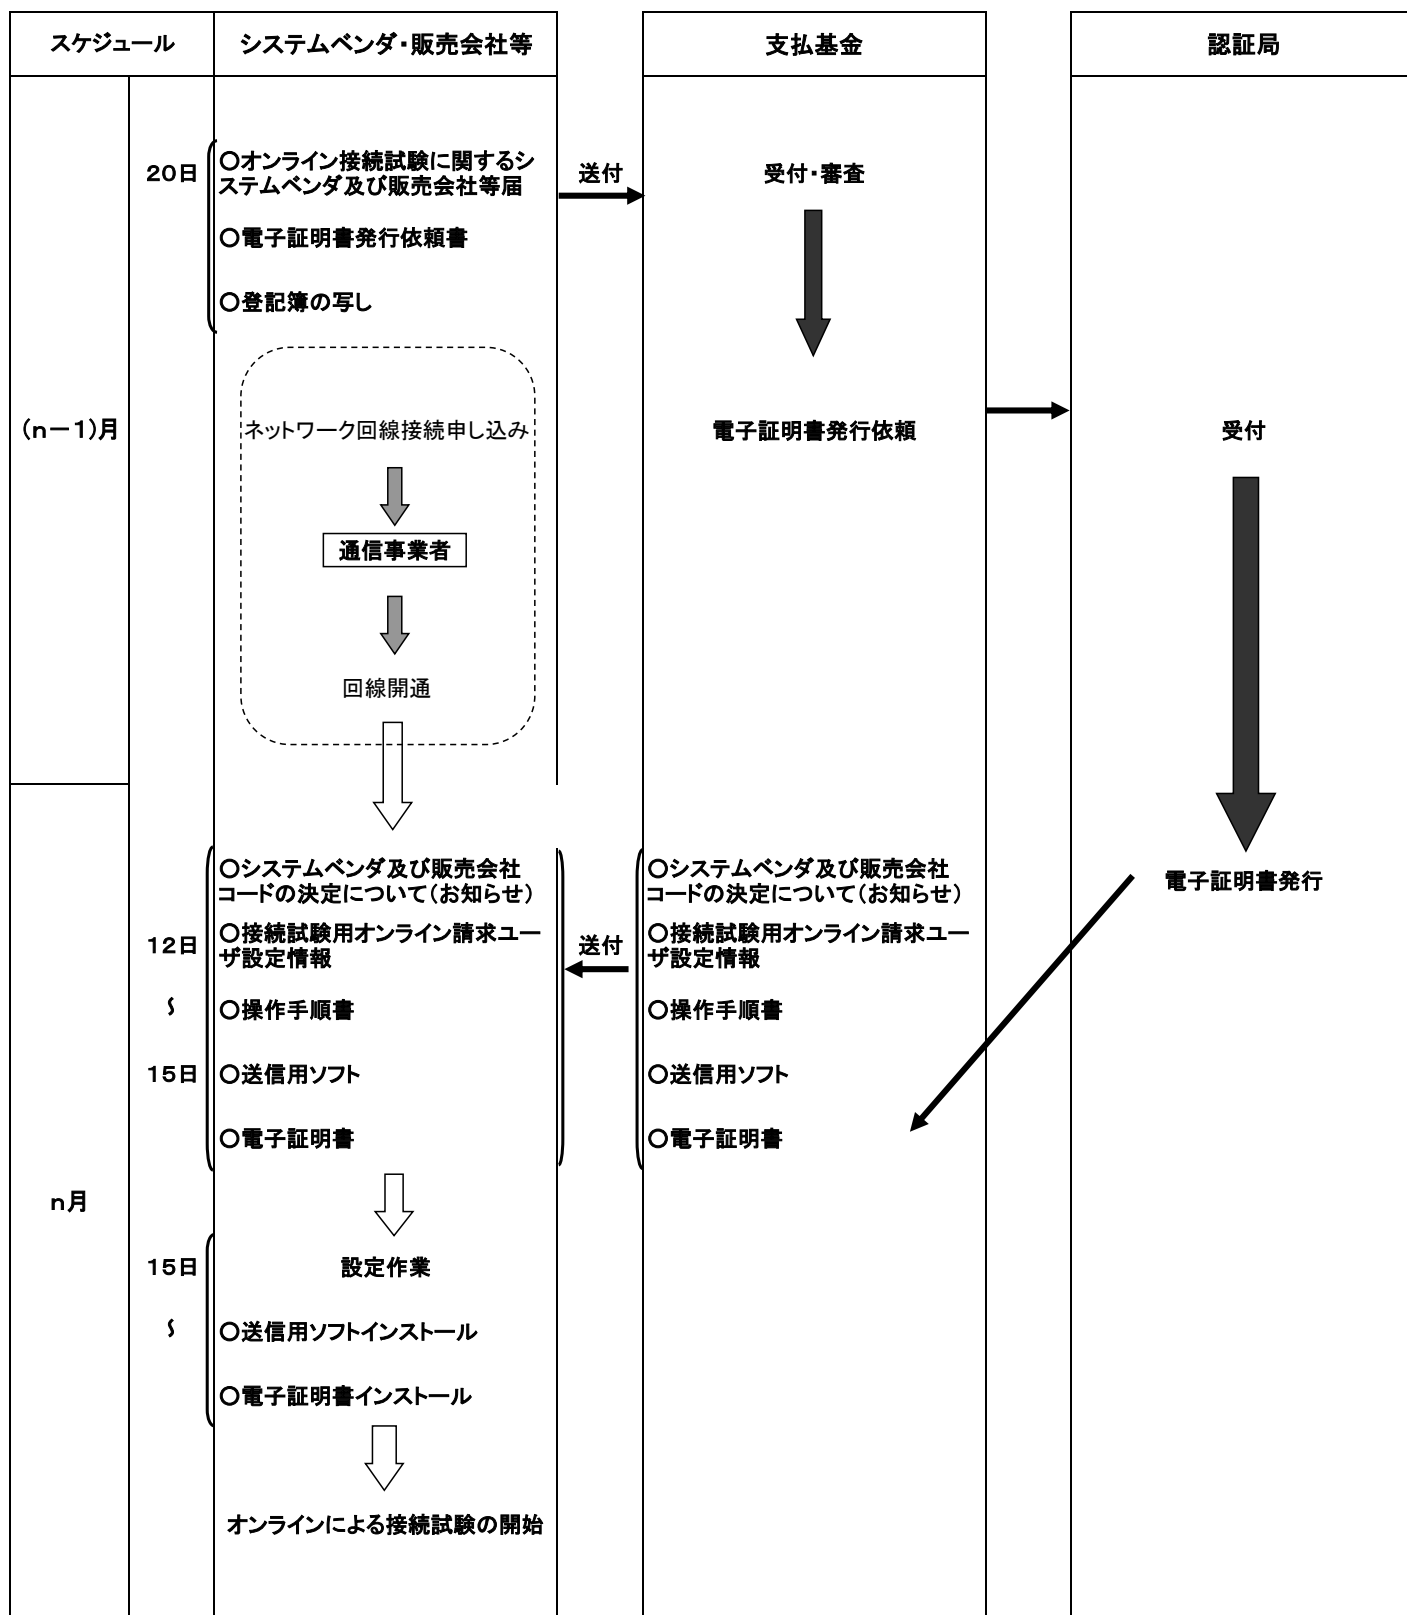 スケジュール
システムベンダ・販売会社等
支払基金
認証局
(n－1)月
20日
○オンライン接続試験に関するシ
ステムベンダ及び販売会社等届
○電子証明書発行依頼書
○登記簿の写し
送付
受付・審査
ネットワーク回線接続申し込み
通信事業者
回線開通
電子証明書発行依頼
受付
n月
12日
～
15日
○システムベンダ及び販売会社
コードの決定について(お知らせ)
○接続試験用オンライン請求ユー
ザ設定情報
○操作手順書
○送信用ソフト
○電子証明書
送付
○システムベンダ及び販売会社
コードの決定について(お知らせ)
○接続試験用オンライン請求ユー
ザ設定情報
○操作手順書
○送信用ソフト
○電子証明書
電子証明書発行
15日
～
設定作業
○送信用ソフトインストール
○電子証明書インストール
オンラインによる接続試験の開始